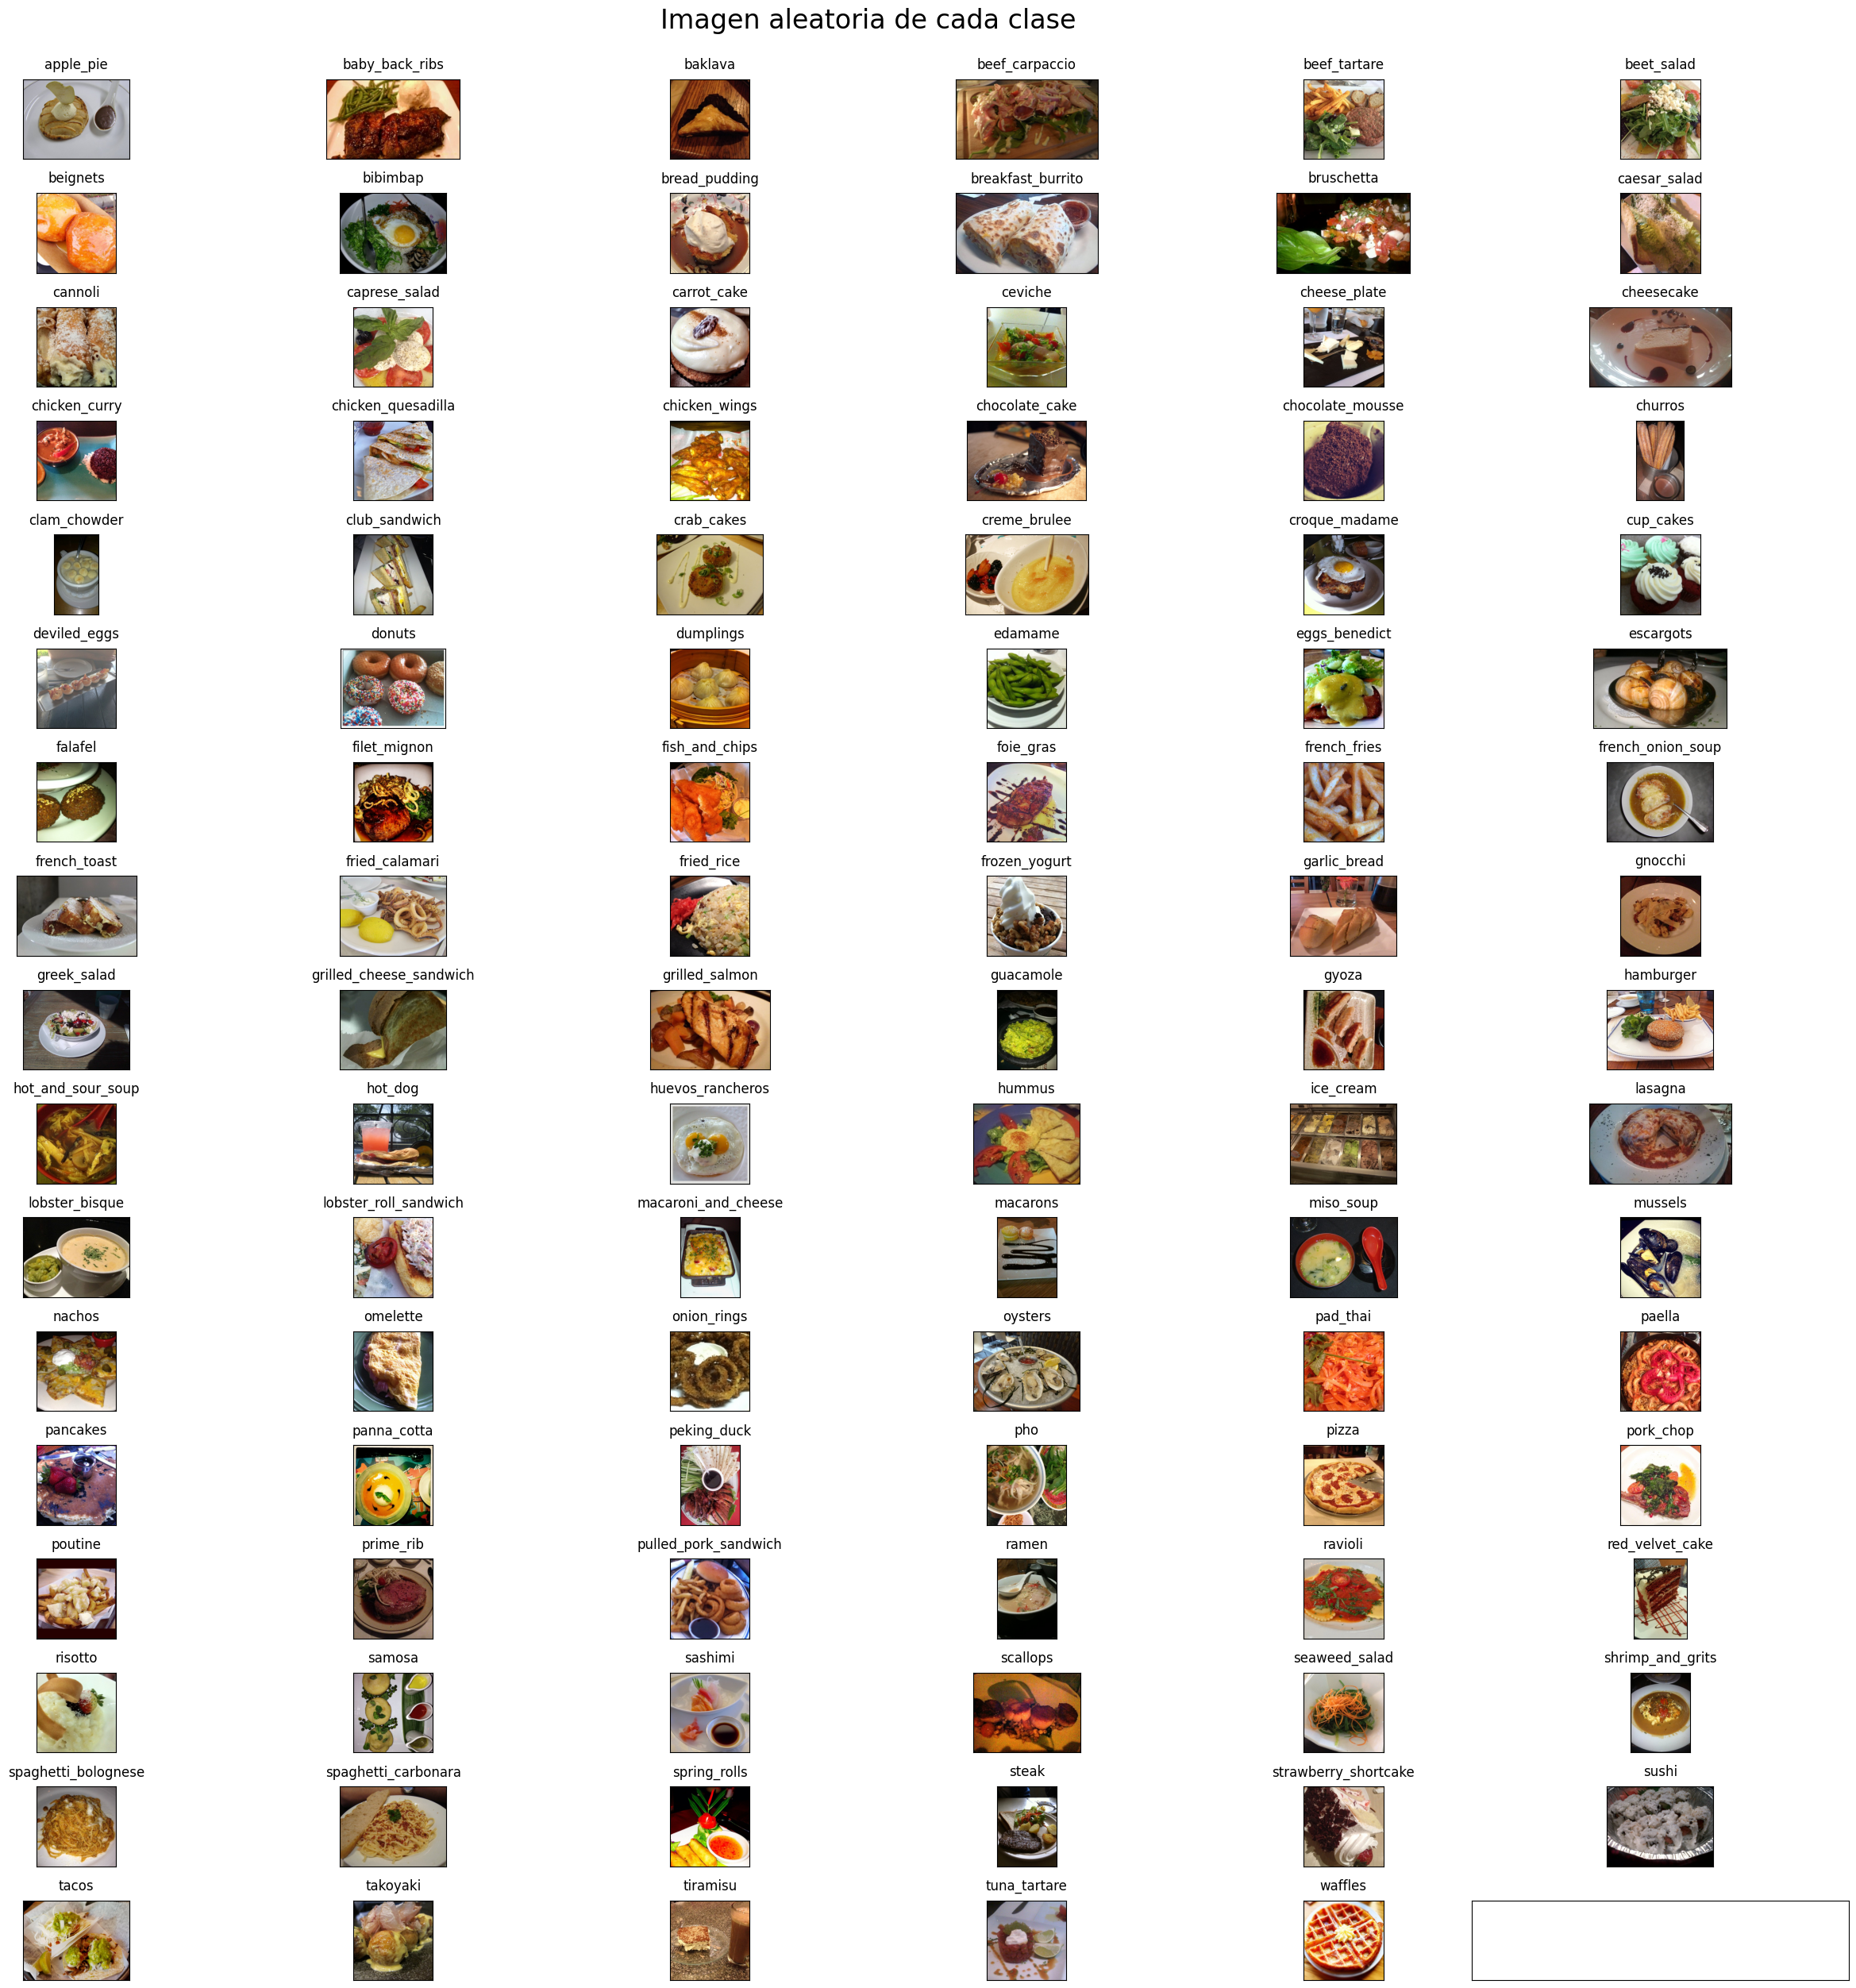 Imagen aleatoria de cada clase
apple_pie baby_back_ribs baklava beef_carpaccio beef_tartare beet_salad
beignets bibimbap bread_pudding breakfast_burrito bruschetta caesar_salad
cannoli caprese_salad carrot_cake ceviche cheese_plate cheesecake
chicken_curry chicken_quesadilla chicken_wings chocolate_cake chocolate_mousse churros
clam_chowder club_sandwich crab_cakes creme_brulee croque_madame cup_cakes
deviled_eggs donuts dumplings edamame eggs_benedict escargots
falafel filet_mignon fish_and_chips foie_gras french_fries french_onion_soup
french_toast fried_calamari fried_rice frozen_yogurt garlic_bread gnocchi
greek_salad grilled_cheese_sandwich grilled_salmon guacamole gyoza hamburger
hot_and_sour_soup hot_dog huevos_rancheros hummus ice_cream lasagna
lobster_bisque lobster_roll_sandwich macaroni_and_cheese macarons miso_soup mussels
nachos omelette onion_rings oysters pad_thai paella
pancakes panna_cotta peking_duck pho pizza pork_chop
poutine prime_rib pulled_pork_sandwich ramen ravioli red_velvet_cake
risotto samosa sashimi scallops seaweed_salad shrimp_and_grits
spaghetti_bolognese spaghetti_carbonara spring_rolls steak strawberry_shortcake sushi
tacos takoyaki tiramisu tuna_tartare waffles